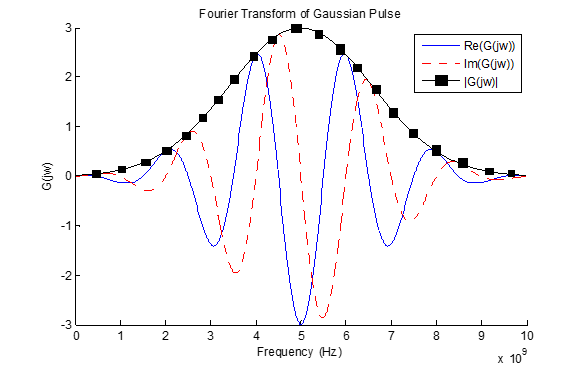 Fourier Transform of Gaussian Pulse
Re(G(jw))
Im(G(jw))
|G(jw)|
3
2
1
0
-1
-2
-3
G(jw)
0 1 2 3 4 5 6 7 8 9 10
Frequency (Hz)
x 10^9